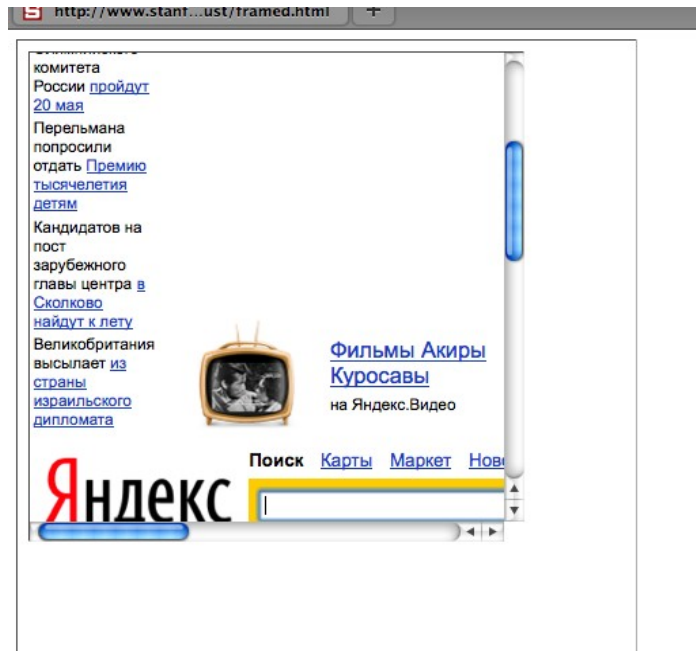 http://www.stanf...ust/framed.html
комитета
России пройдут
20 мая
Перельмана
попросили
отдать Премию
тысячелетия
детям
Кандидатов на
пост
зарубежного
главы центра в
Сколково
найдут к лету
Великобритания
высылает из
страны
израильского
дипломата
Фильмы Акиры
Куросавы
на Яндекс.Видео
Поиск Карты Маркет
Яндекс